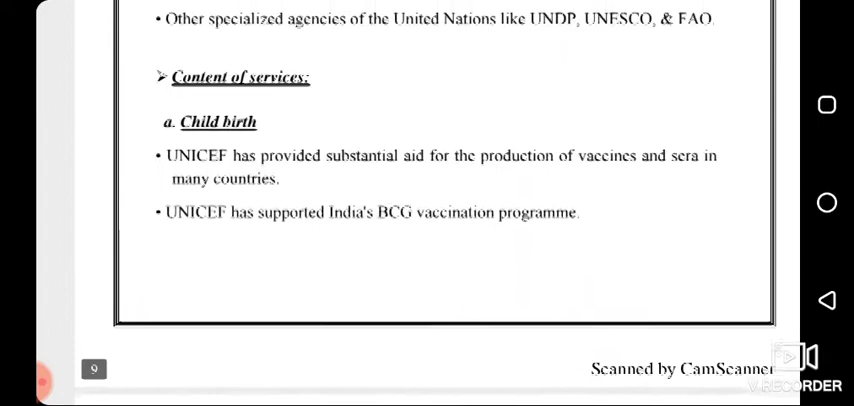 • Other specialized agencies of the United Nations like UNDP, UNESCO, & FAO.
➢ Content of services:
a. Child birth
• UNICEF has provided substantial aid for the production of vaccines and sera in
many countries.
• UNICEF has supported India's BCG vaccination programme.
9
Scanned by CamScanner
V.RECORDER